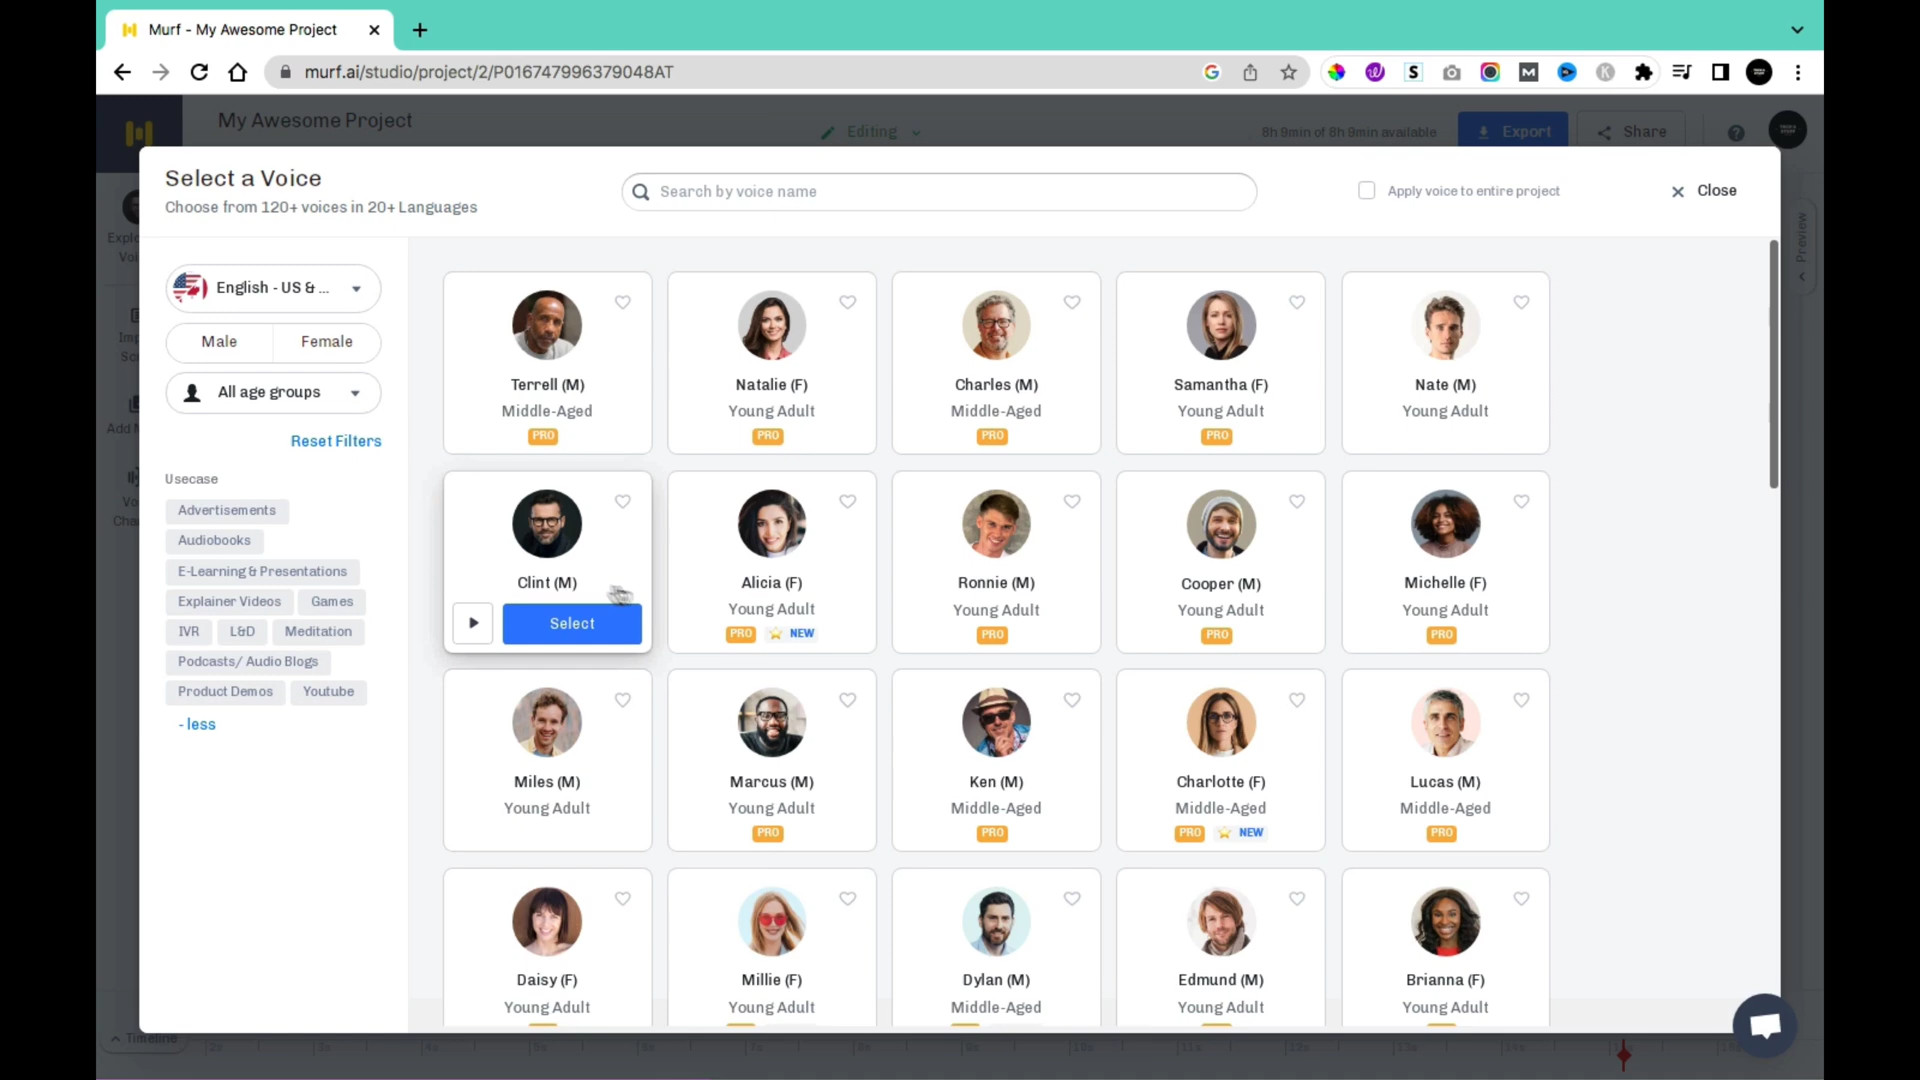 Murf - My Awesome Project
murf.ai/studio/project/2/P016747996379048AT
My Awesome Project
Editing
8h 9min of 8h 9min available
Export
Share
Select a Voice
Choose from 120+ voices in 20+ Languages
Search by voice name
Apply voice to entire project
Close
Preview
English - US & ...
Male
Female
All age groups
Reset Filters
Usecase
Advertisements
Audiobooks
E-Learning & Presentations
Explainer Videos
Games
IVR
L&D
Meditation
Podcasts/ Audio Blogs
Product Demos
Youtube
- less
Terrell (M)
Middle-Aged
PRO
Natalie (F)
Young Adult
PRO
Charles (M)
Middle-Aged
PRO
Samantha (F)
Young Adult
PRO
Nate (M)
Young Adult
Clint (M)
Select
Alicia (F)
Young Adult
PRO NEW
Ronnie (M)
Young Adult
PRO
Cooper (M)
Young Adult
PRO
Michelle (F)
Young Adult
PRO
Miles (M)
Young Adult
Marcus (M)
Young Adult
PRO
Ken (M)
Middle-Aged
PRO
Charlotte (F)
Middle-Aged
PRO NEW
Lucas (M)
Middle-Aged
PRO
Daisy (F)
Young Adult
Millie (F)
Young Adult
Dylan (M)
Middle-Aged
Edmund (M)
Young Adult
Brianna (F)
Young Adult
Timeline